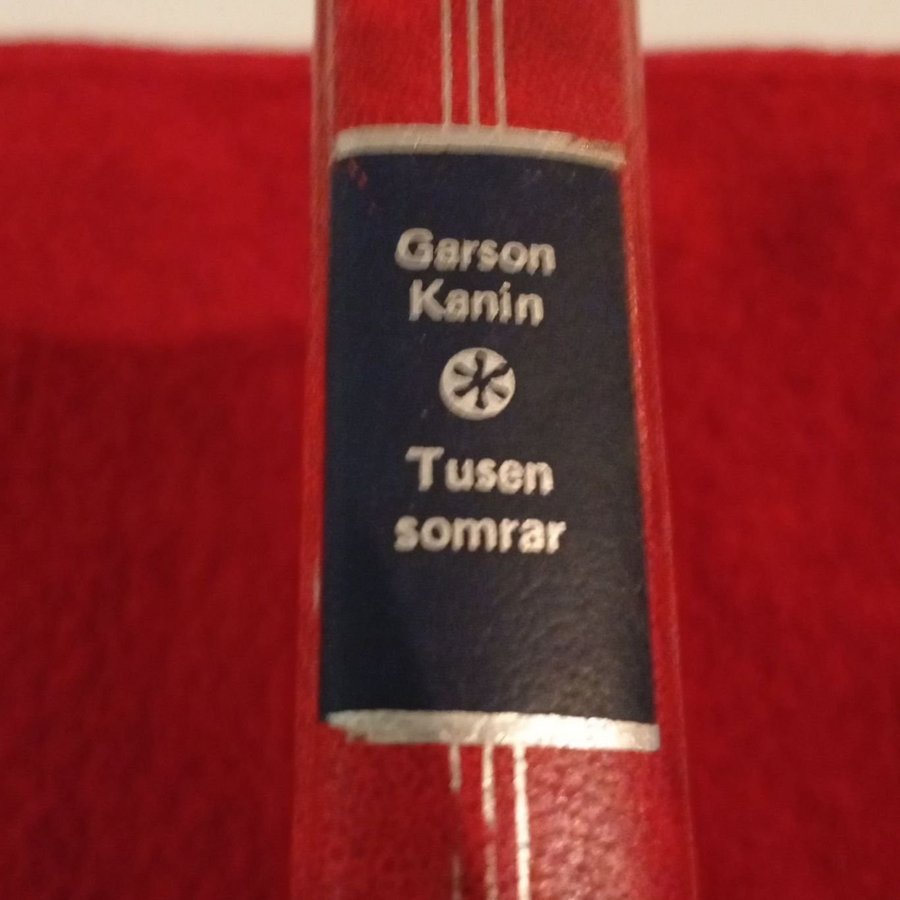 Garson
Kanin
Tusen
somrar